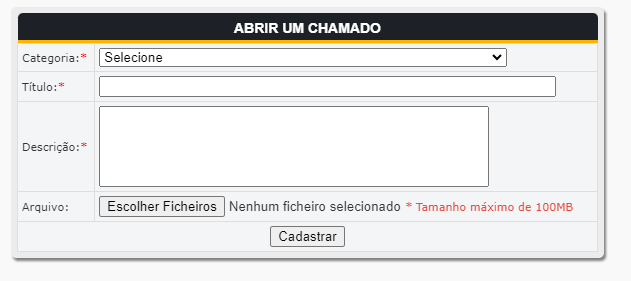 ABRIR UM CHAMADO
Categoria:* Selecione
Título:*
Descrição:*
Arquivo: Escolher Ficheiros Nenhum ficheiro selecionado * Tamanho máximo de 100MB
Cadastrar